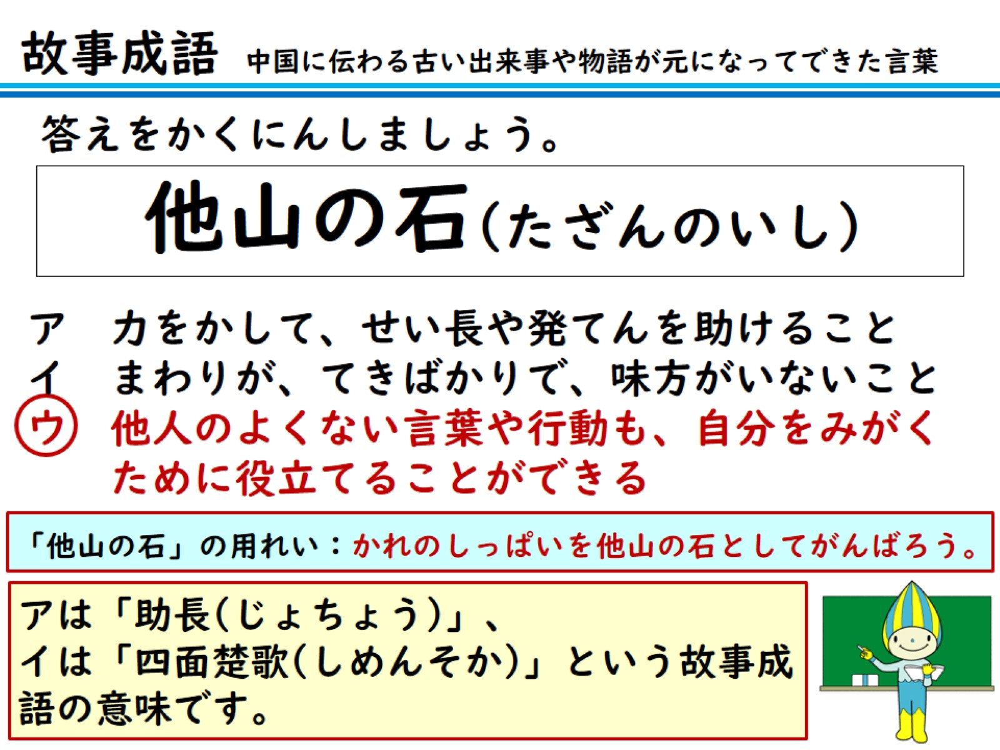 故事成語 中国に伝わる古い出来事や物語が元になってできた言葉
答えをかくにんしましょう。
他山の石(たざんのいし)
ア 力をかして、せい長や発てんを助けること
イ まわりが、てきばかりで、味方がいないこと
ウ 他人のよくない言葉や行動も、自分をみがく
ために役立てることができる
「他山の石」の用れい：かれのしっぱいを他山の石としてがんばろう。
アは「助長(じょちょう)」、
イは「四面楚歌(しめんそか)」という故事成
語の意味です。